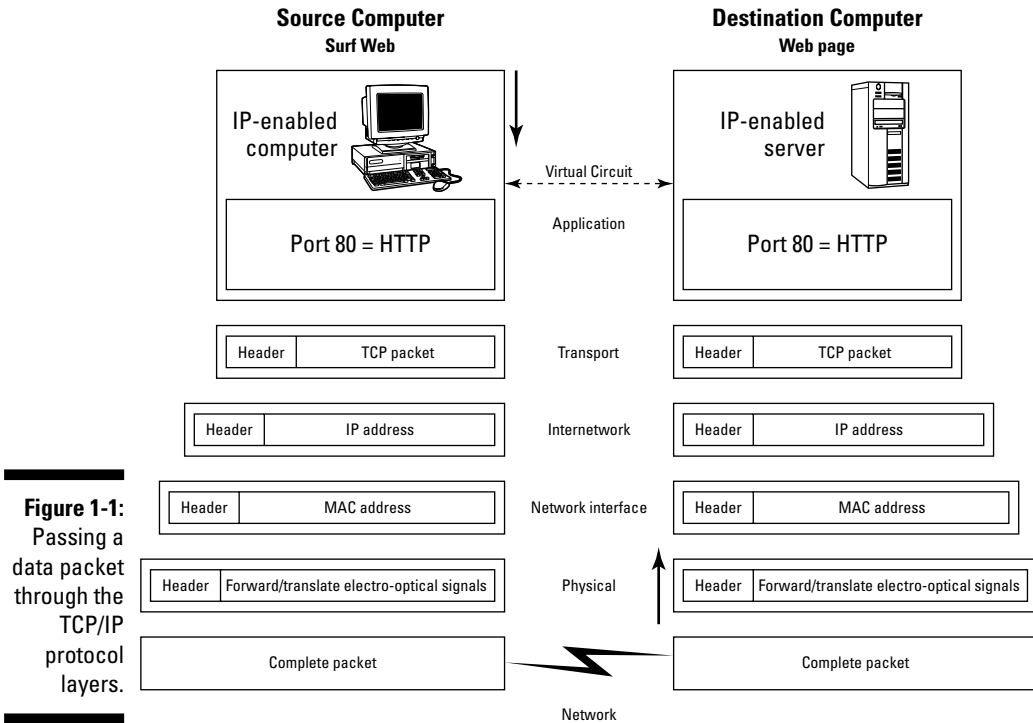 Source Computer
Surf Web
Destination Computer
Web page
IP-enabled
computer
IP-enabled
server
Virtual Circuit
Application
Port 80 = HTTP
Port 80 = HTTP
Header
TCP packet
Transport
Header
TCP packet
Header
IP address
Internetwork
Header
IP address
Header
MAC address
Network interface
Header
MAC address
Header
Forward/translate electro-optical signals
Physical
Header
Forward/translate electro-optical signals
Complete packet
Complete packet
Network
Figure 1-1:
Passing a
data packet
through the
TCP/IP
protocol
layers.